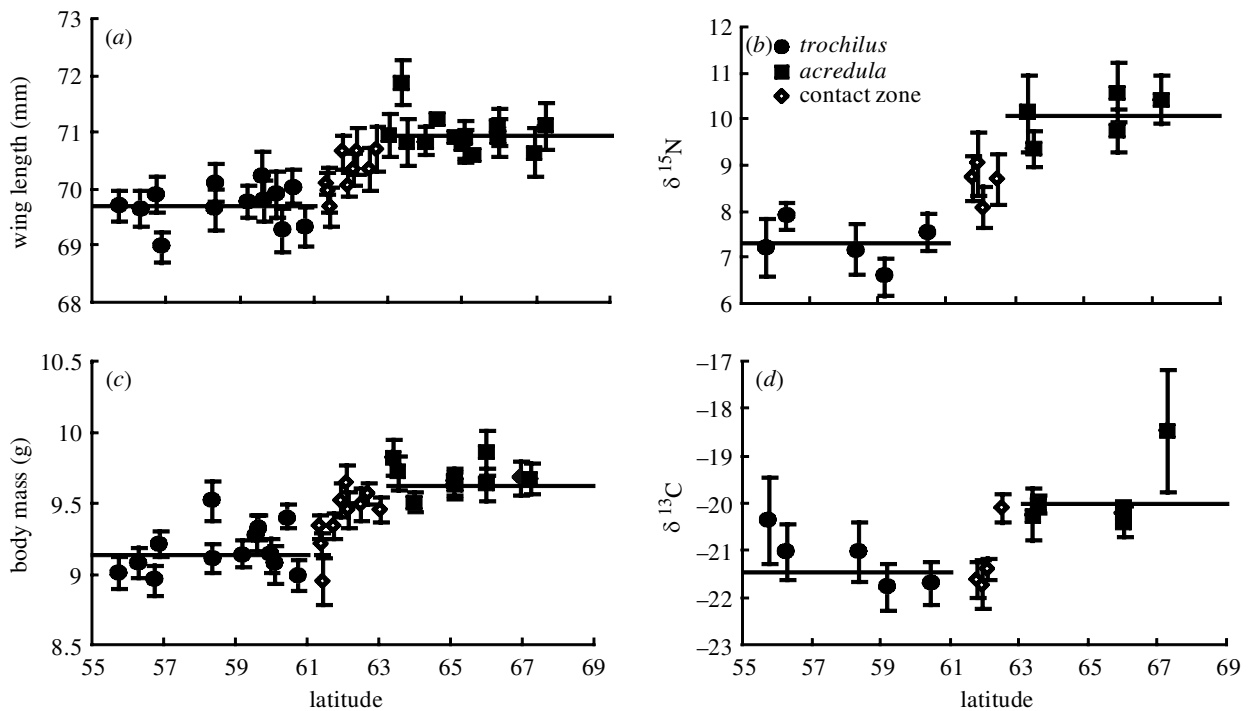 (a)
wing length (mm)
73
72
71
70
69
68
(b)
trochilus
acredula
contact zone
δ ¹⁵N
12
11
10
9
8
7
6
(c)
body mass (g)
10.5
10
9.5
9
8.5
55 57 59 61 63 65 67 69
latitude
(d)
δ ¹³C
–17
–18
–19
–20
–21
–22
–23
55 57 59 61 63 65 67 69
latitude